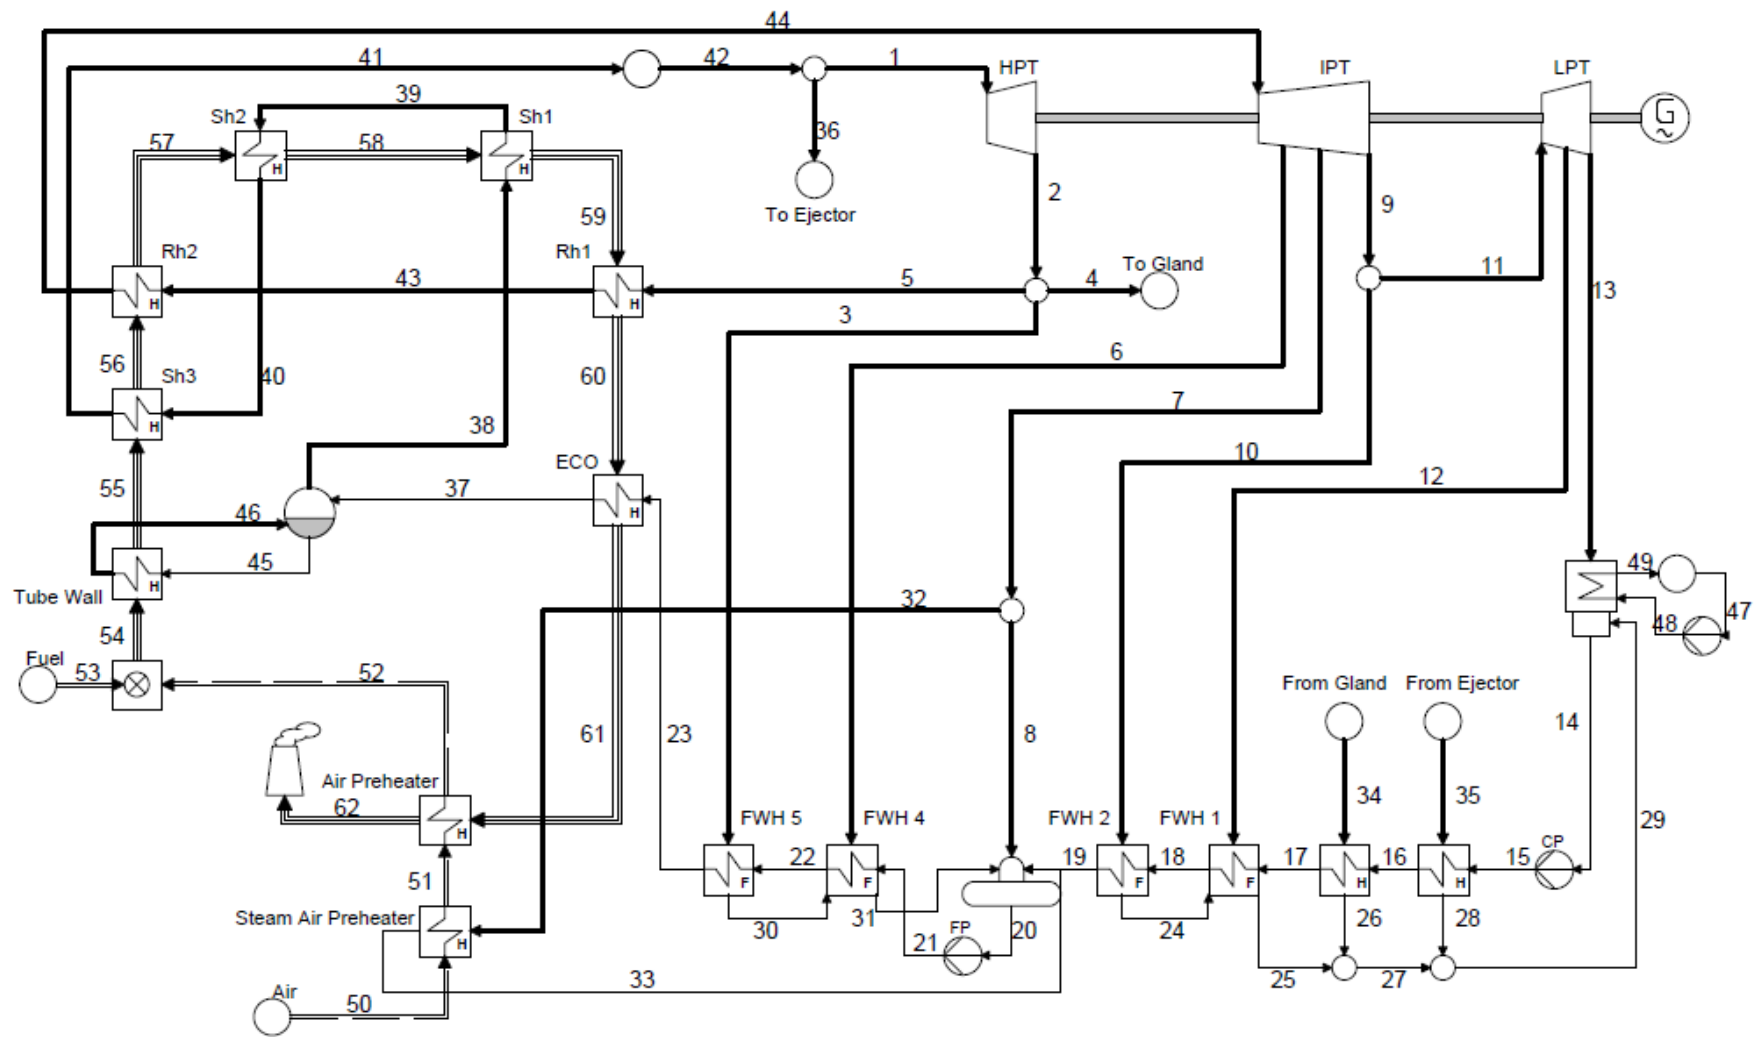 44
41
42
1
HPT
IPT
LPT
39
Sh2
Sh1
G
~
57
58
36
H
H
2
To Ejector
9
59
Rh2
Rh1
To Gland
43
5
4
11
13
H
H
3
6
56
Sh3
40
60
7
38
H
10
ECO
12
55
37
46
H
45
49
H
Tube Wall
32
47
48
54
Fuel
53
52
From Gland
From Ejector
61
23
8
14
Air Preheater
62
34
35
H
FWH 5
FWH 4
FWH 2
FWH 1
29
CP
22
19
18
17
16
15
51
F
F
F
F
H
H
Steam Air Preheater
30
31
FP
20
24
26
28
H
21
33
25
27
Air
50